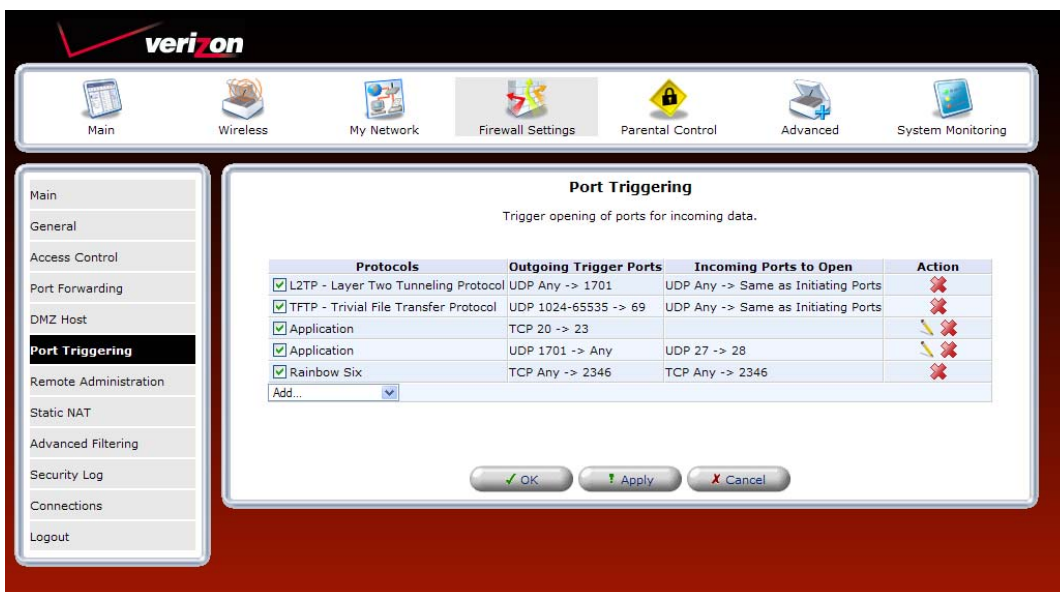 verizon
Main Wireless My Network Firewall Settings Parental Control Advanced System Monitoring
Main
General
Access Control
Port Forwarding
DMZ Host
Port Triggering
Remote Administration
Static NAT
Advanced Filtering
Security Log
Connections
Logout
Port Triggering
Trigger opening of ports for incoming data.
Protocols Outgoing Trigger Ports Incoming Ports to Open Action
L2TP - Layer Two Tunneling Protocol UDP Any -> 1701 UDP Any -> Same as Initiating Ports
TFTP - Trivial File Transfer Protocol UDP 1024-65535 -> 69 UDP Any -> Same as Initiating Ports
Application TCP 20 -> 23
Application UDP 1701 -> Any UDP 27 -> 28
Rainbow Six TCP Any -> 2346 TCP Any -> 2346
Add...
OK Apply Cancel